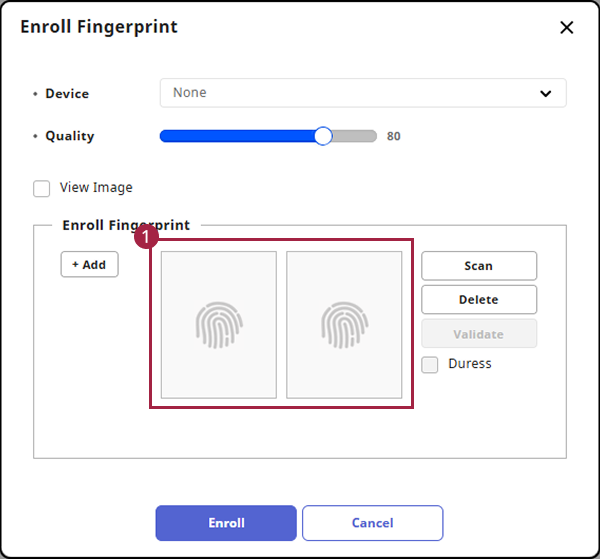 Enroll Fingerprint
• Device
None
• Quality
80
View Image
Enroll Fingerprint
1
+ Add
Scan
Delete
Validate
Duress
Enroll
Cancel